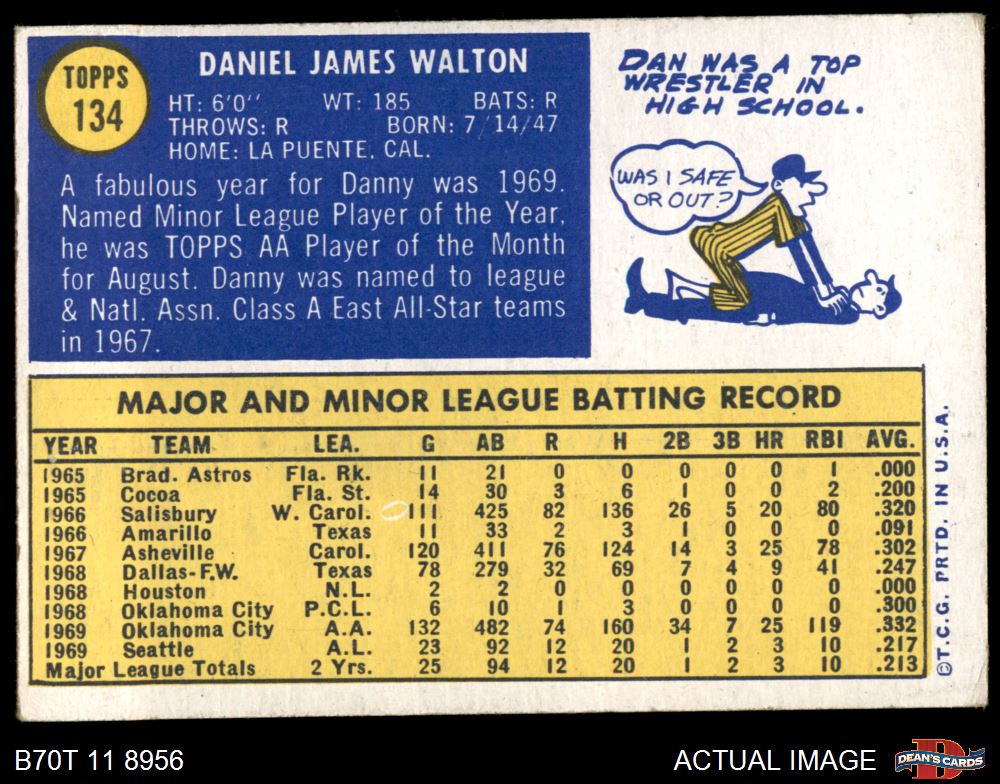 TOPPS
134
DANIEL JAMES WALTON
HT: 6'0'' WT: 185 BATS: R
THROWS: R BORN: 7/14/47
HOME: LA PUENTE, CAL.
A fabulous year for Danny was 1969.
Named Minor League Player of the Year,
he was TOPPS AA Player of the Month
for August. Danny was named to league
& Natl. Assn. Class A East All-Star teams
in 1967.
DAN WAS A TOP
WRESTLER IN
HIGH SCHOOL.
WAS I SAFE
OR OUT?
MAJOR AND MINOR LEAGUE BATTING RECORD
YEAR TEAM LEA. G AB R H 2B 3B HR RBI AVG.
1965 Brad. Astros Fla. Rk. 11 21 0 0 0 0 0 1 .000
1965 Cocoa Fla. St. 14 30 3 6 1 0 0 2 .200
1966 Salisbury W. Carol. 111 425 82 136 26 5 20 80 .320
1966 Amarillo Texas 11 33 2 3 1 0 0 0 .091
1967 Asheville Carol. 120 411 76 124 14 3 25 78 .302
1968 Dallas-F.W. Texas 78 279 32 69 7 4 9 41 .247
1968 Houston N.L. 2 2 0 0 0 0 0 0 .000
1968 Oklahoma City P.C.L. 6 10 1 3 0 0 0 0 .300
1969 Oklahoma City A.A. 132 482 74 160 34 7 25 119 .332
1969 Seattle A.L. 23 92 12 20 1 2 3 10 .217
Major League Totals 2 Yrs. 25 94 12 20 1 2 3 10 .213
©T.C.G. PRTD. IN U.S.A.
B70T 11 8956
ACTUAL IMAGE
D
DEAN'S CARDS